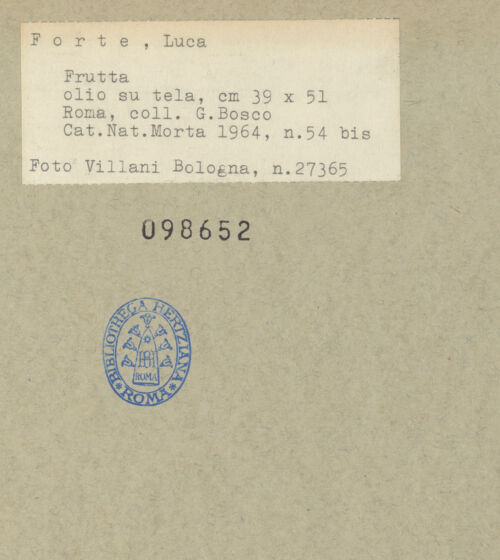 F o r t e , Luca
Frutta
olio su tela, cm 39 x 51
Roma, coll. G.Bosco
Cat.Nat.Morta 1964, n.54 bis
Foto Villani Bologna, n.27365
098652
BIBLIOTHECA HERTZIANA
ROMA
ROMA